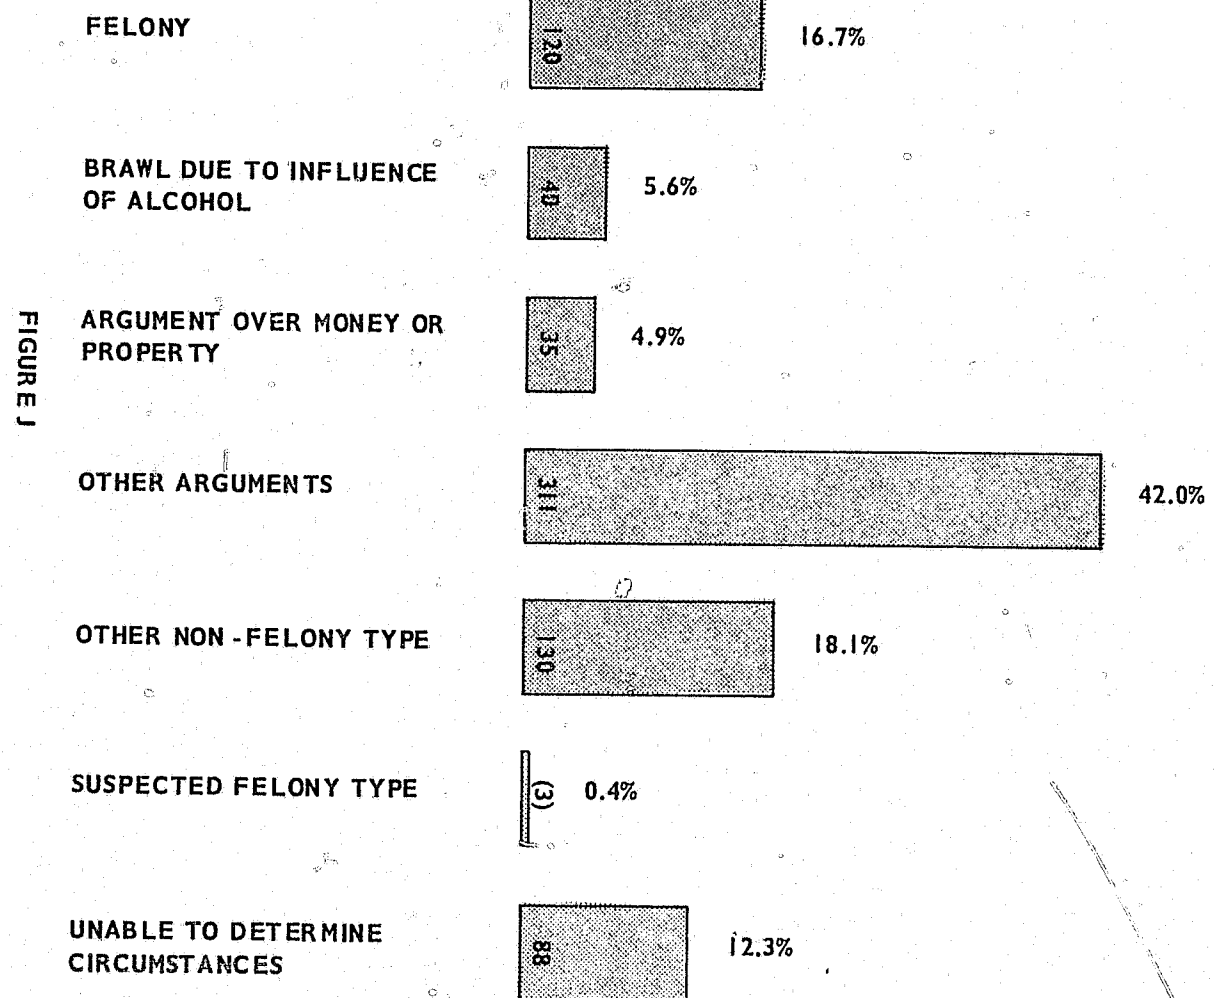 FELONY
120
16.7%
BRAWL DUE TO INFLUENCE
OF ALCOHOL
40
5.6%
FIGURE J
ARGUMENT OVER MONEY OR
PROPERTY
35
4.9%
OTHER ARGUMENTS
311
42.0%
OTHER NON-FELONY TYPE
130
18.1%
SUSPECTED FELONY TYPE
(3)
0.4%
UNABLE TO DETERMINE
CIRCUMSTANCES
88
12.3%